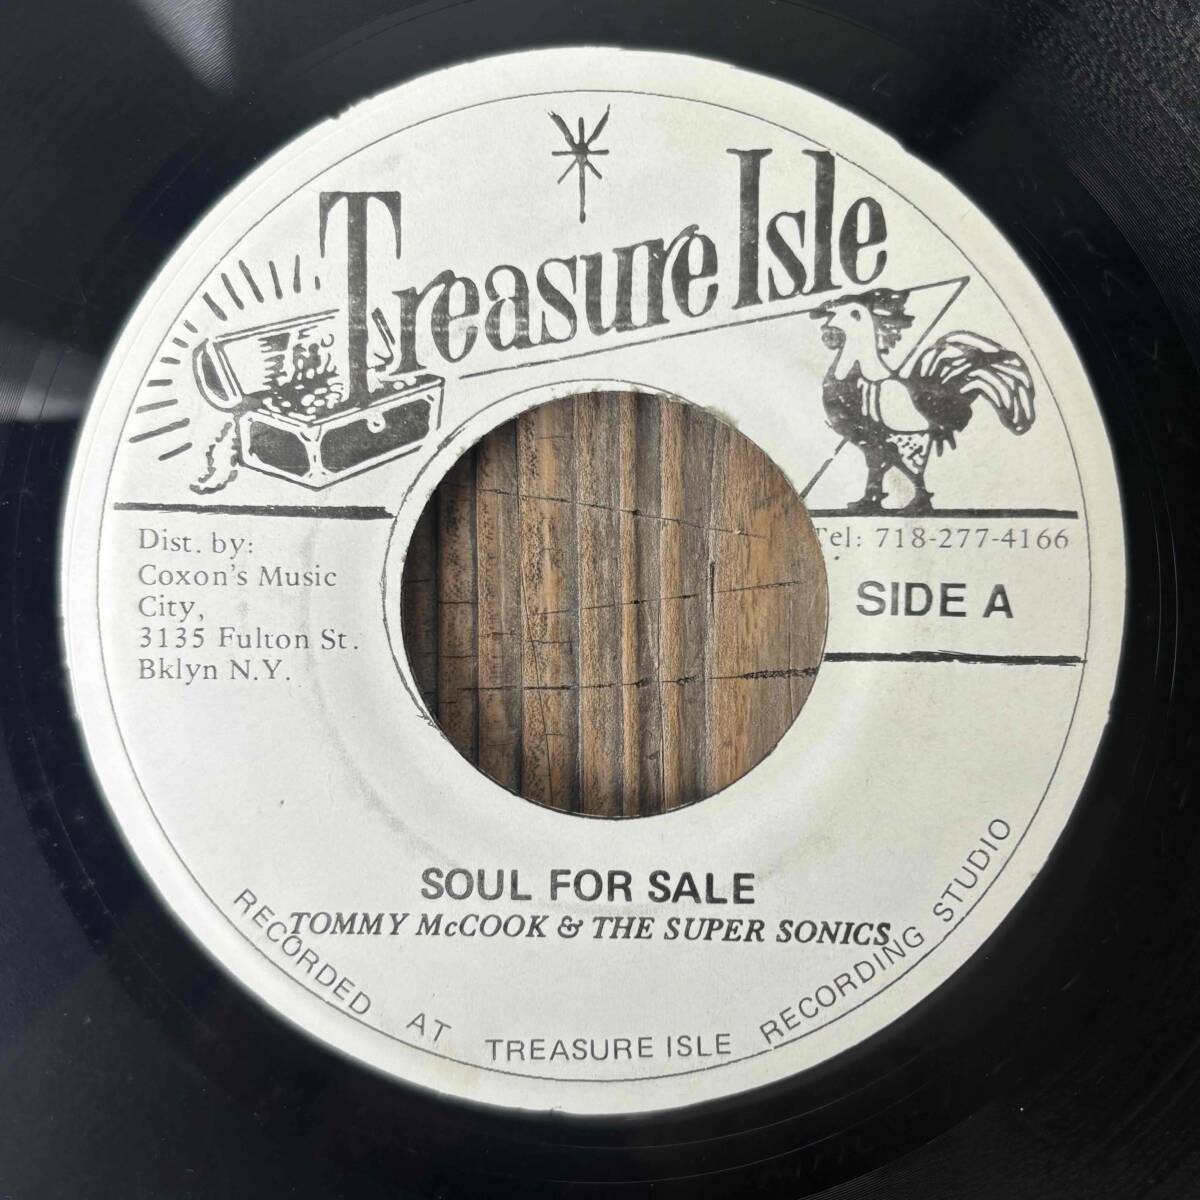 Treasure Isle
Dist. by:
Coxon's Music
City,
3135 Fulton St.
Bklyn N.Y.
Tel: 718-277-4166
SIDE A
SOUL FOR SALE
TOMMY McCOOK & THE SUPER SONICS
RECORDED AT TREASURE ISLE RECORDING STUDIO